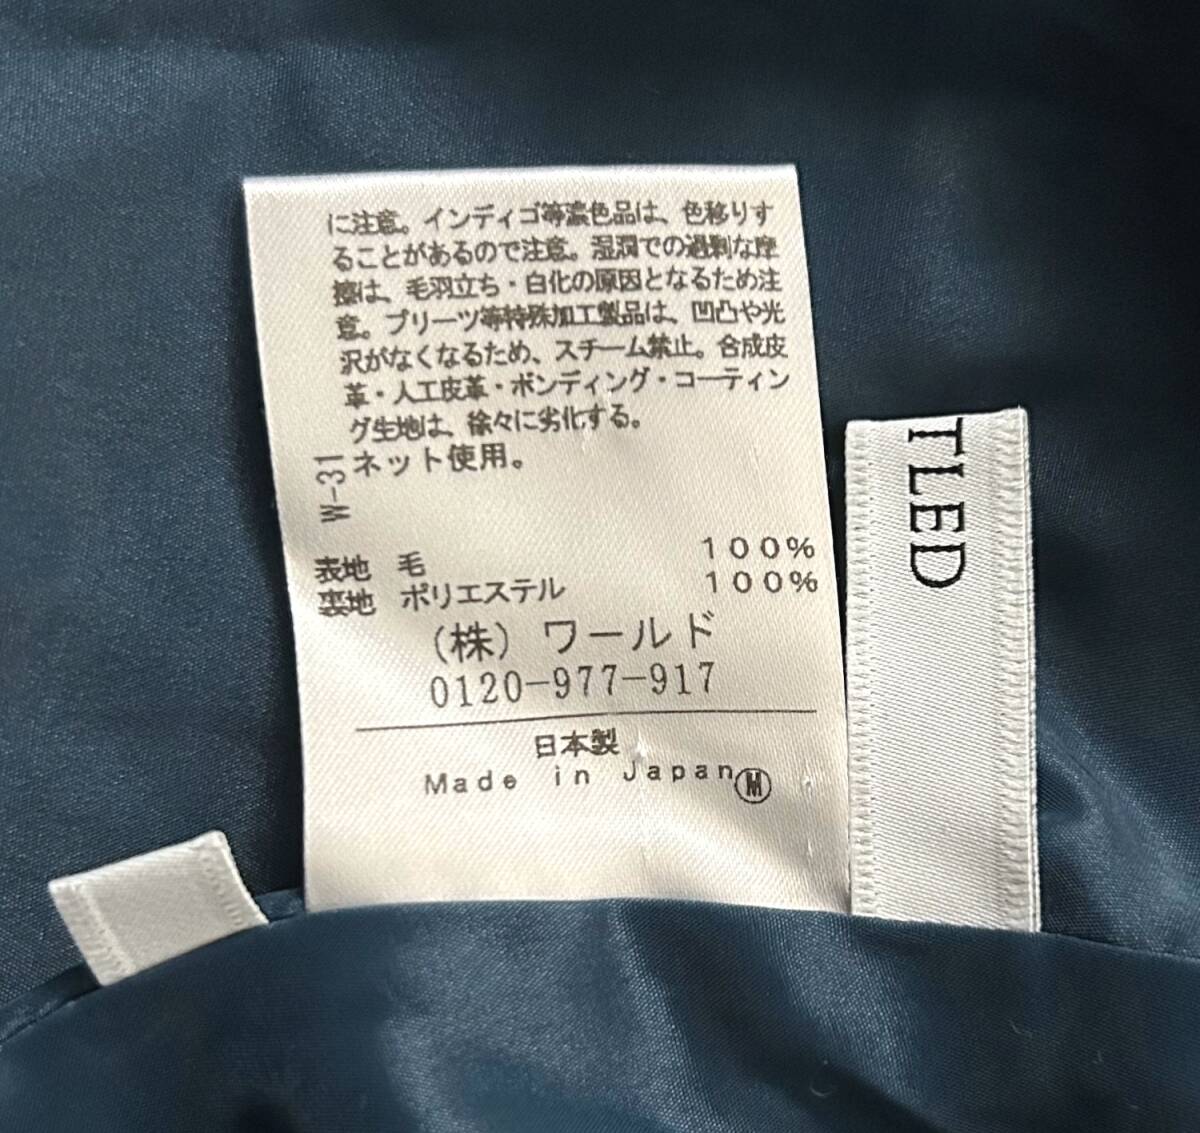 に注意。インディゴ等濃色品は、色移りす
ることがあるので注意。湿潤での過剰な摩
擦は、毛羽立ち・白化の原因となるため注
意。プリーツ等特殊加工製品は、凹凸や光
沢がなくなるため、スチーム禁止。合成皮
革・人工皮革・ボンディング・コーティン
グ生地は、徐々に劣化する。
ネット使用。
W-31
表地 毛 100%
裏地 ポリエステル 100%
(株) ワールド
0120-977-917
日本製
Made in Japan Ⓜ
TLED